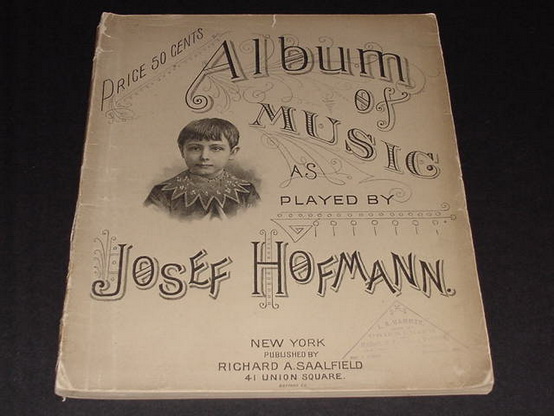 PRICE 50 CENTS
Album
OF
MUSIC
AS
PLAYED BY
JOSEF HOFMANN.
NEW YORK
PUBLISHED BY
RICHARD A. SAALFIELD
41 UNION SQUARE.